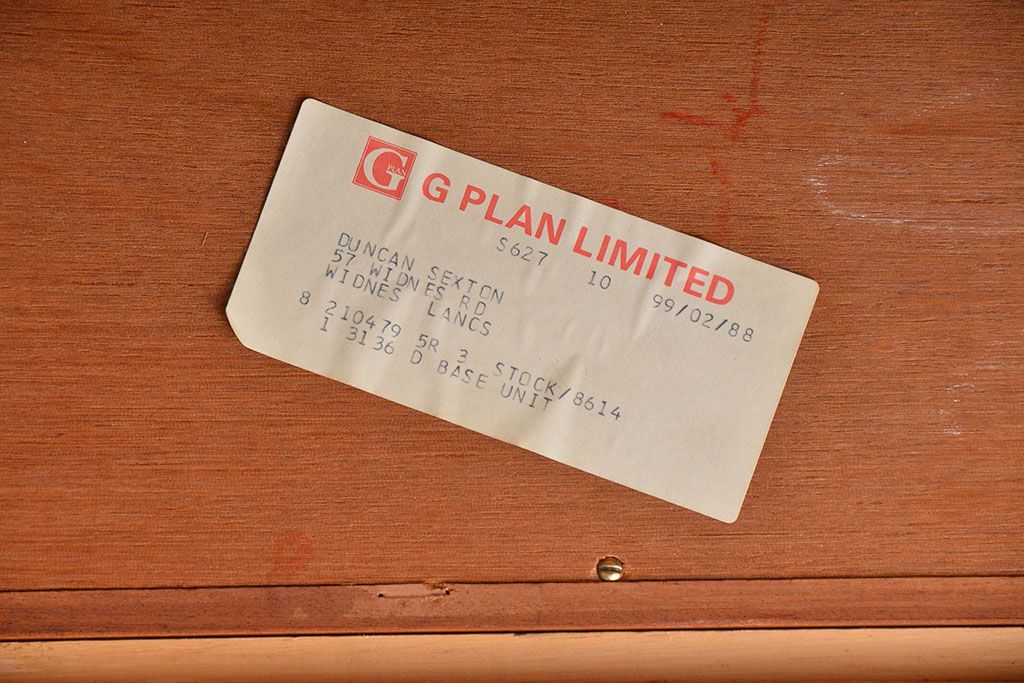 G PLAN
G PLAN LIMITED
S627 10 99/02/88
DUNCAN SEXTON
57 WIDNES RD
WIDNES LANCS
8 210479 5R 3 STOCK/8614
1 3136 D BASE UNIT